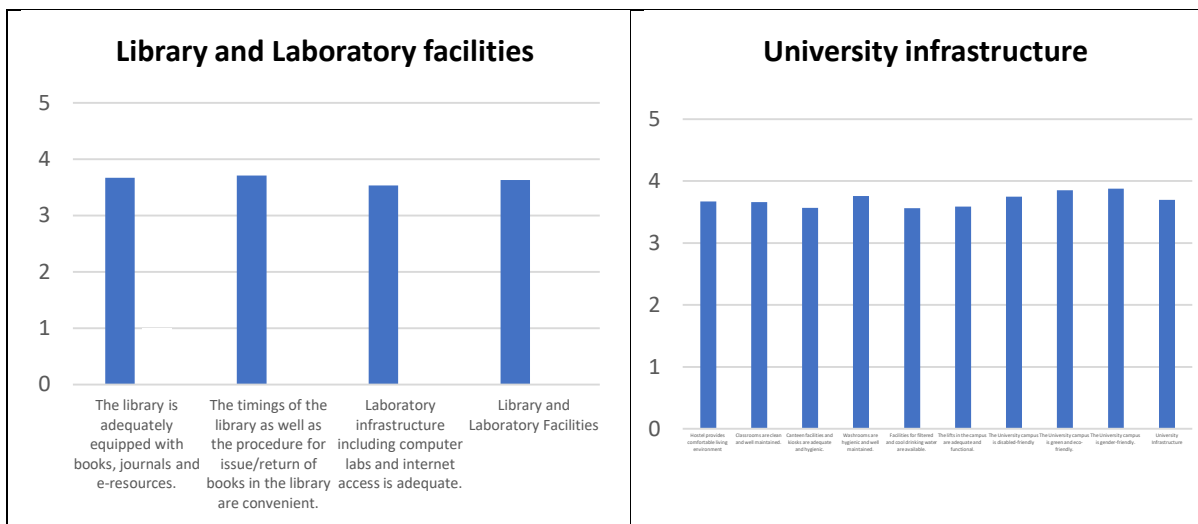 Library and Laboratory facilities
5
4
3
2
1
0
The library is
adequately
equipped with
books, journals and
e-resources.
The timings of the
library as well as
the procedure for
issue/return of
books in the library
are convenient.
Laboratory
infrastructure
including computer
labs and internet
access is adequate.
Library and
Laboratory Facilities
University infrastructure
5
4
3
2
1
0
Hostel provides
comfortable living
environment
Classrooms are clean
and well maintained.
Canteen facilities and
kiosks are adequate
and hygienic.
Washrooms are
hygienic and well
maintained.
Facilities for filtered
and cool drinking water
are available.
The lifts in the campus
are adequate and
functional.
The University campus
is disabled-friendly.
The University campus
is green and eco-
friendly.
The University campus
is gender-friendly.
University
Infrastructure